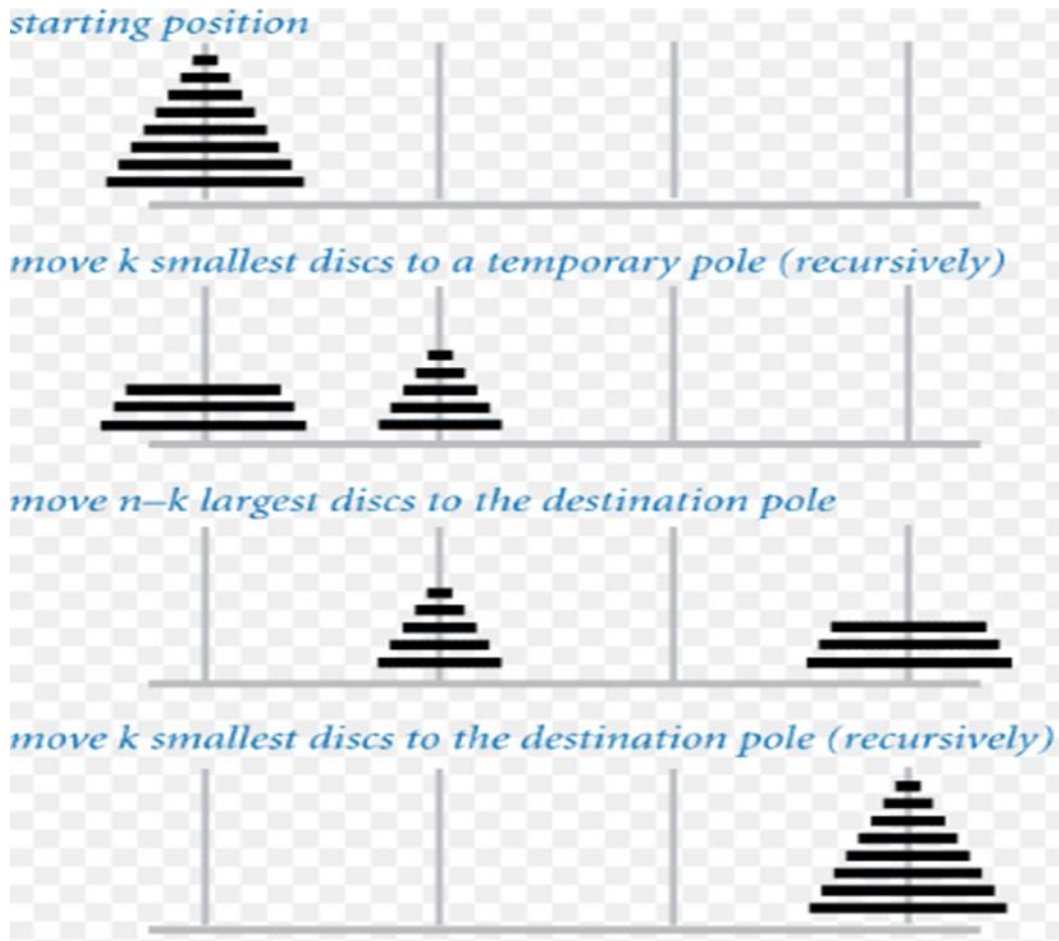 starting position
move k smallest discs to a temporary pole (recursively)
move n–k largest discs to the destination pole
move k smallest discs to the destination pole (recursively)